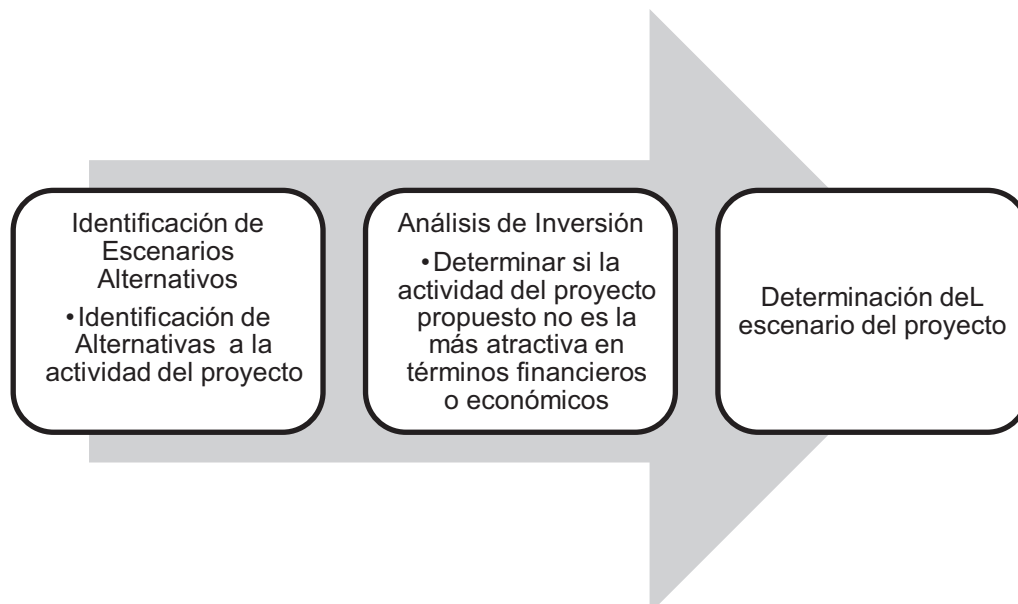 Identificación de
Escenarios
Alternativos
•Identificación de
Alternativas a la
actividad del proyecto
Análisis de Inversión
•Determinar si la
actividad del proyecto
propuesto no es la
más atractiva en
términos financieros
o económicos
Determinación deL
escenario del proyecto